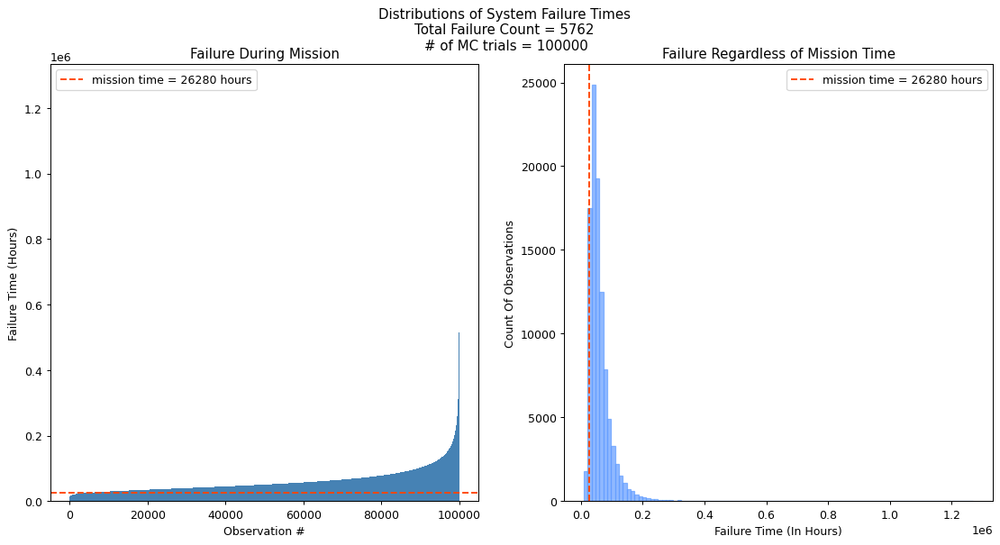 Distributions of System Failure Times
Total Failure Count = 5762
# of MC trials = 100000
Failure During Mission
1e6
mission time = 26280 hours
1.2
1.0
0.8
0.6
0.4
0.2
0.0
Failure Time (Hours)
0 20000 40000 60000 80000 100000
Observation #
Failure Regardless of Mission Time
mission time = 26280 hours
25000
20000
15000
10000
5000
0
Count Of Observations
0.0 0.2 0.4 0.6 0.8 1.0 1.2
1e6
Failure Time (In Hours)